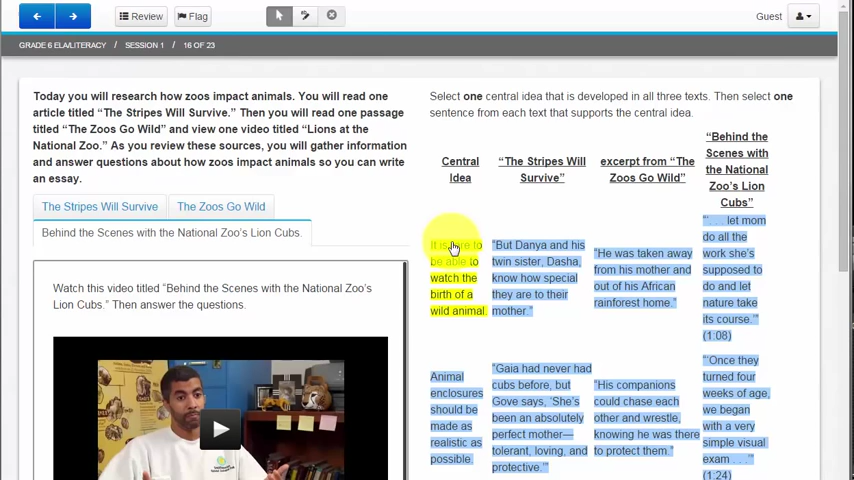 Review
Flag
Guest
GRADE 6 ELA/LITERACY / SESSION 1 / 16 OF 23
Today you will research how zoos impact animals. You will read one
article titled “The Stripes Will Survive.” Then you will read one passage
titled “The Zoos Go Wild” and view one video titled “Lions at the
National Zoo.” As you review these sources, you will gather information
and answer questions about how zoos impact animals so you can write
an essay.
The Stripes Will Survive
The Zoos Go Wild
Behind the Scenes with the National Zoo’s Lion Cubs.
Watch this video titled “Behind the Scenes with the National Zoo’s
Lion Cubs.” Then answer the questions.
Select one central idea that is developed in all three texts. Then select one
sentence from each text that supports the central idea.
Central
Idea
“The Stripes Will
Survive”
excerpt from “The
Zoos Go Wild”
“Behind the
Scenes with
the National
Zoo’s Lion
Cubs”
It is rare to
be able to
watch the
birth of a
wild animal.
“But Danya and his
twin sister, Dasha,
know how special
they are to their
mother.”
“He was taken away
from his mother and
out of his African
rainforest home.”
“‘. . . let mom
do all the
work she’s
supposed to
do and let
nature take
its course.’”
(1:08)
Animal
enclosures
should be
made as
realistic as
possible.
“Gaia had never had
cubs before, but
Gove says, ‘She’s
been an absolutely
perfect mother—
tolerant, loving, and
protective.’”
“His companions
could chase each
other and wrestle,
knowing he was there
to protect them.”
“‘Once they
turned four
weeks of age,
we began
with a very
simple visual
exam . . .’”
(1:24)